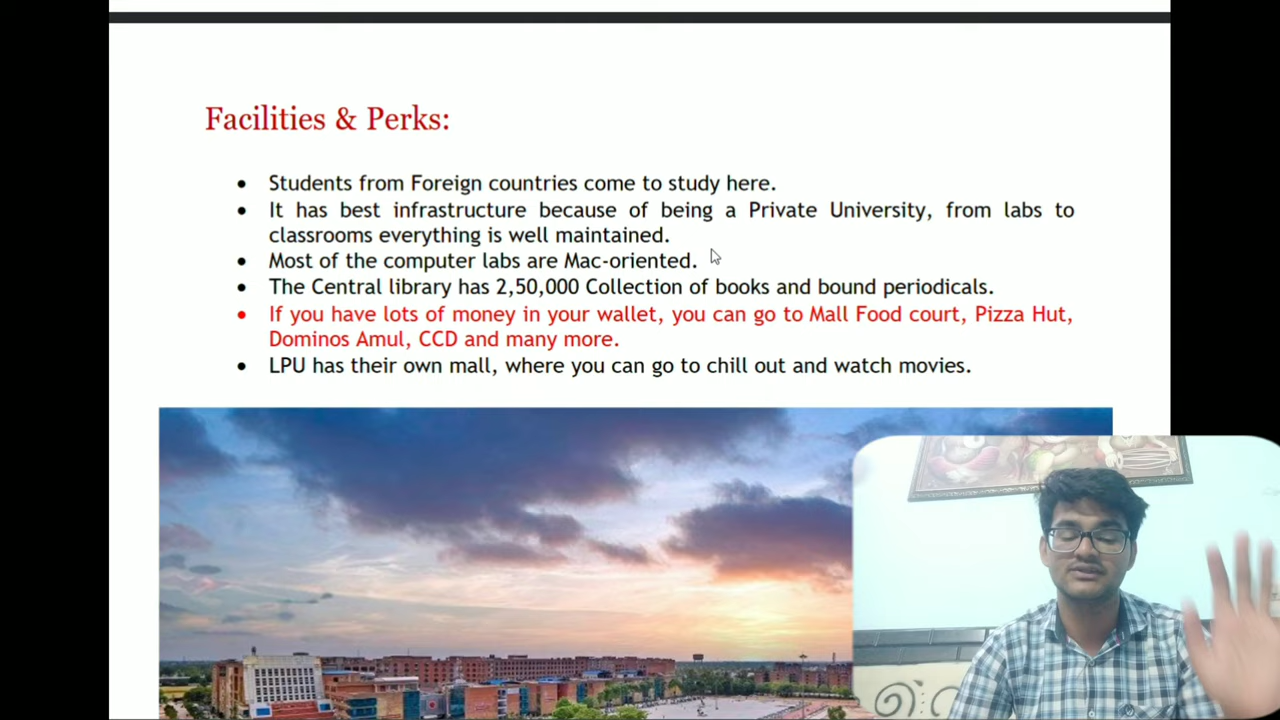 Facilities & Perks:
• Students from Foreign countries come to study here.
• It has best infrastructure because of being a Private University, from labs to
classrooms everything is well maintained.
• Most of the computer labs are Mac-oriented.
• The Central library has 2,50,000 Collection of books and bound periodicals.
• If you have lots of money in your wallet, you can go to Mall Food court, Pizza Hut,
Dominos Amul, CCD and many more.
• LPU has their own mall, where you can go to chill out and watch movies.